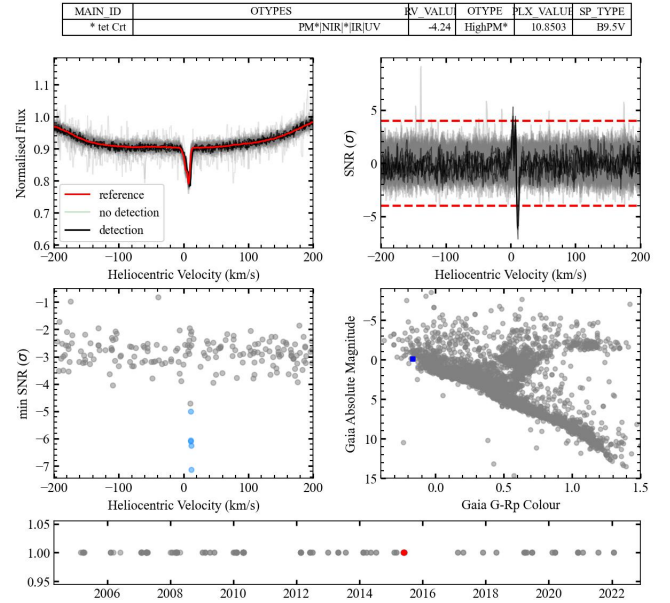 MAIN_ID OTYPES RV_VALUE OTYPE PLX_VALUE SP_TYPE
* tet Crt PM*|NIR|*|IR|UV -4.24 HighPM* 10.8503 B9.5V
1.1
1.0
0.9
0.8
0.7
0.6
Normalised Flux
reference
no detection
detection
−200 −100 0 100 200
Heliocentric Velocity (km/s)
5
0
−5
SNR (σ)
−200 −100 0 100 200
Heliocentric Velocity (km/s)
−1
−2
−3
−4
−5
−6
−7
min SNR (σ)
−200 −100 0 100 200
Heliocentric Velocity (km/s)
−5
0
5
10
15
Gaia Absolute Magnitude
0.0 0.5 1.0 1.5
Gaia G-Rp Colour
1.05
1.00
0.95
2006 2008 2010 2012 2014 2016 2018 2020 2022